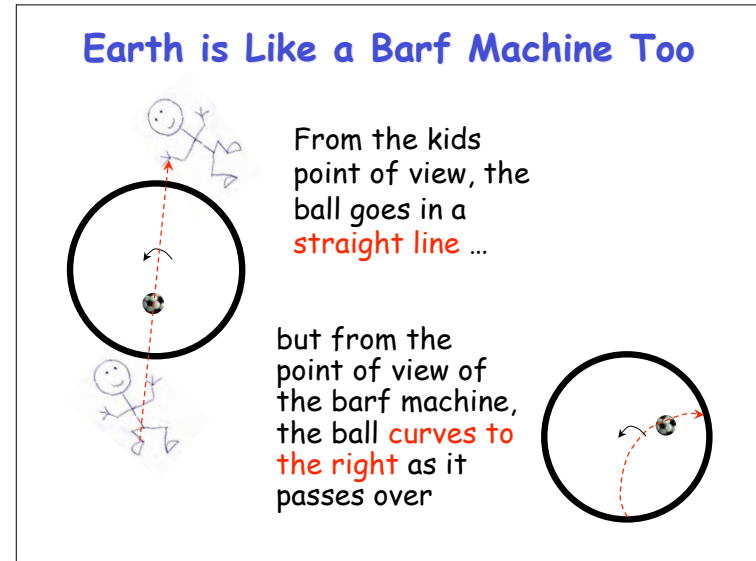 Earth is Like a Barf Machine Too
From the kids
point of view, the
ball goes in a
straight line …
but from the
point of view of
the barf machine,
the ball curves to
the right as it
passes over